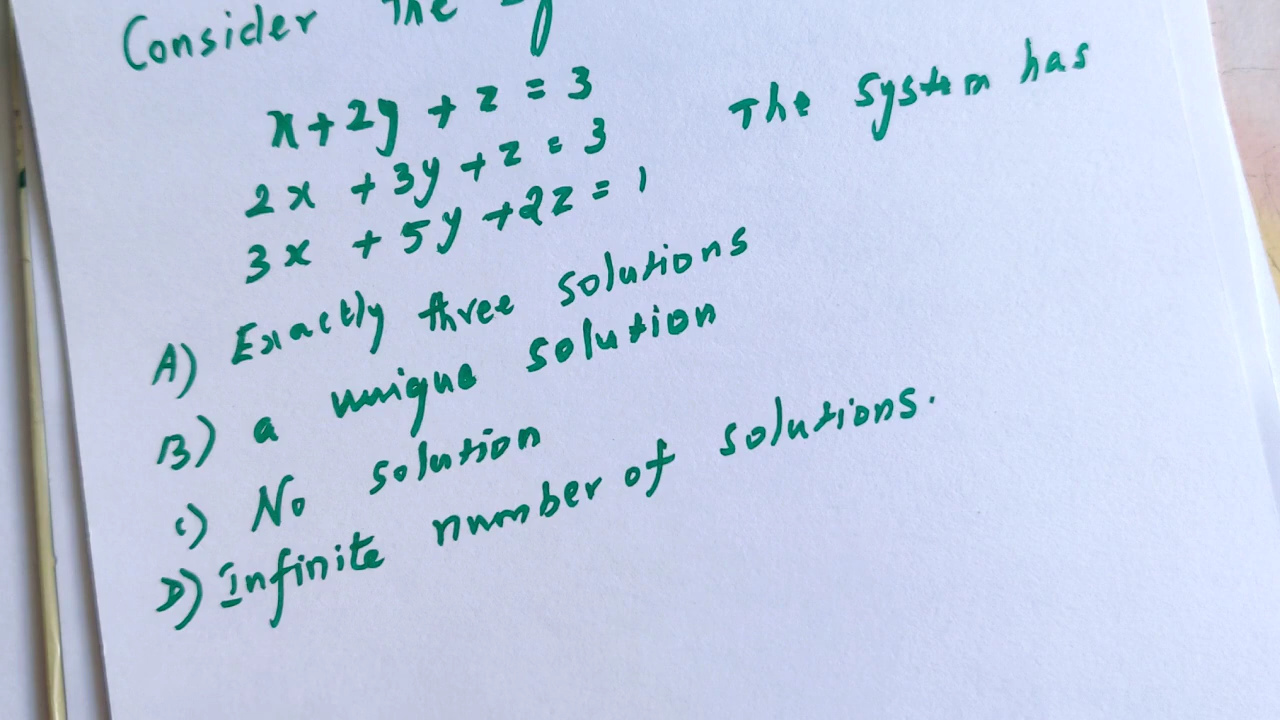 Consider The
x + 2y + z = 3
The system has
2x + 3y + z = 3
3x + 5y + 2z = 1
A) Exactly three solutions
B) a unique solution
c) No solution
D) Infinite number of solutions.